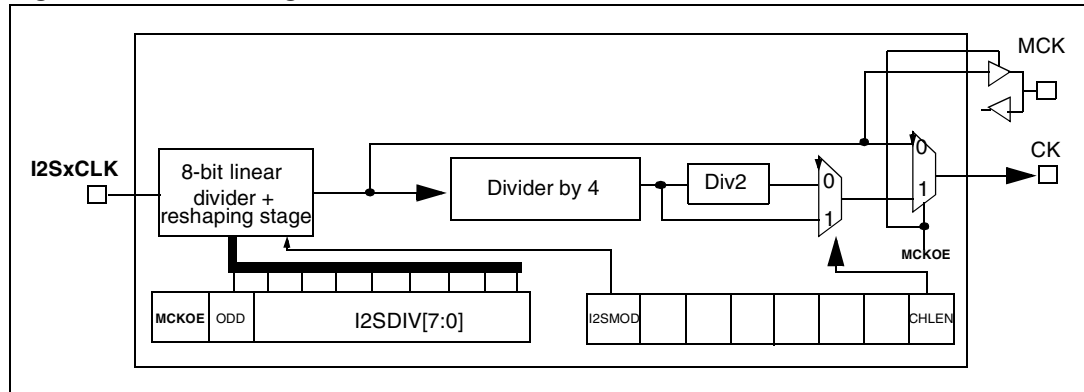 MCK
I2SxCLK
8-bit linear
divider +
reshaping stage
Divider by 4
Div2
0
1
0
1
CK
MCKOE
MCKOE
ODD
I2SDIV[7:0]
I2SMOD
CHLEN